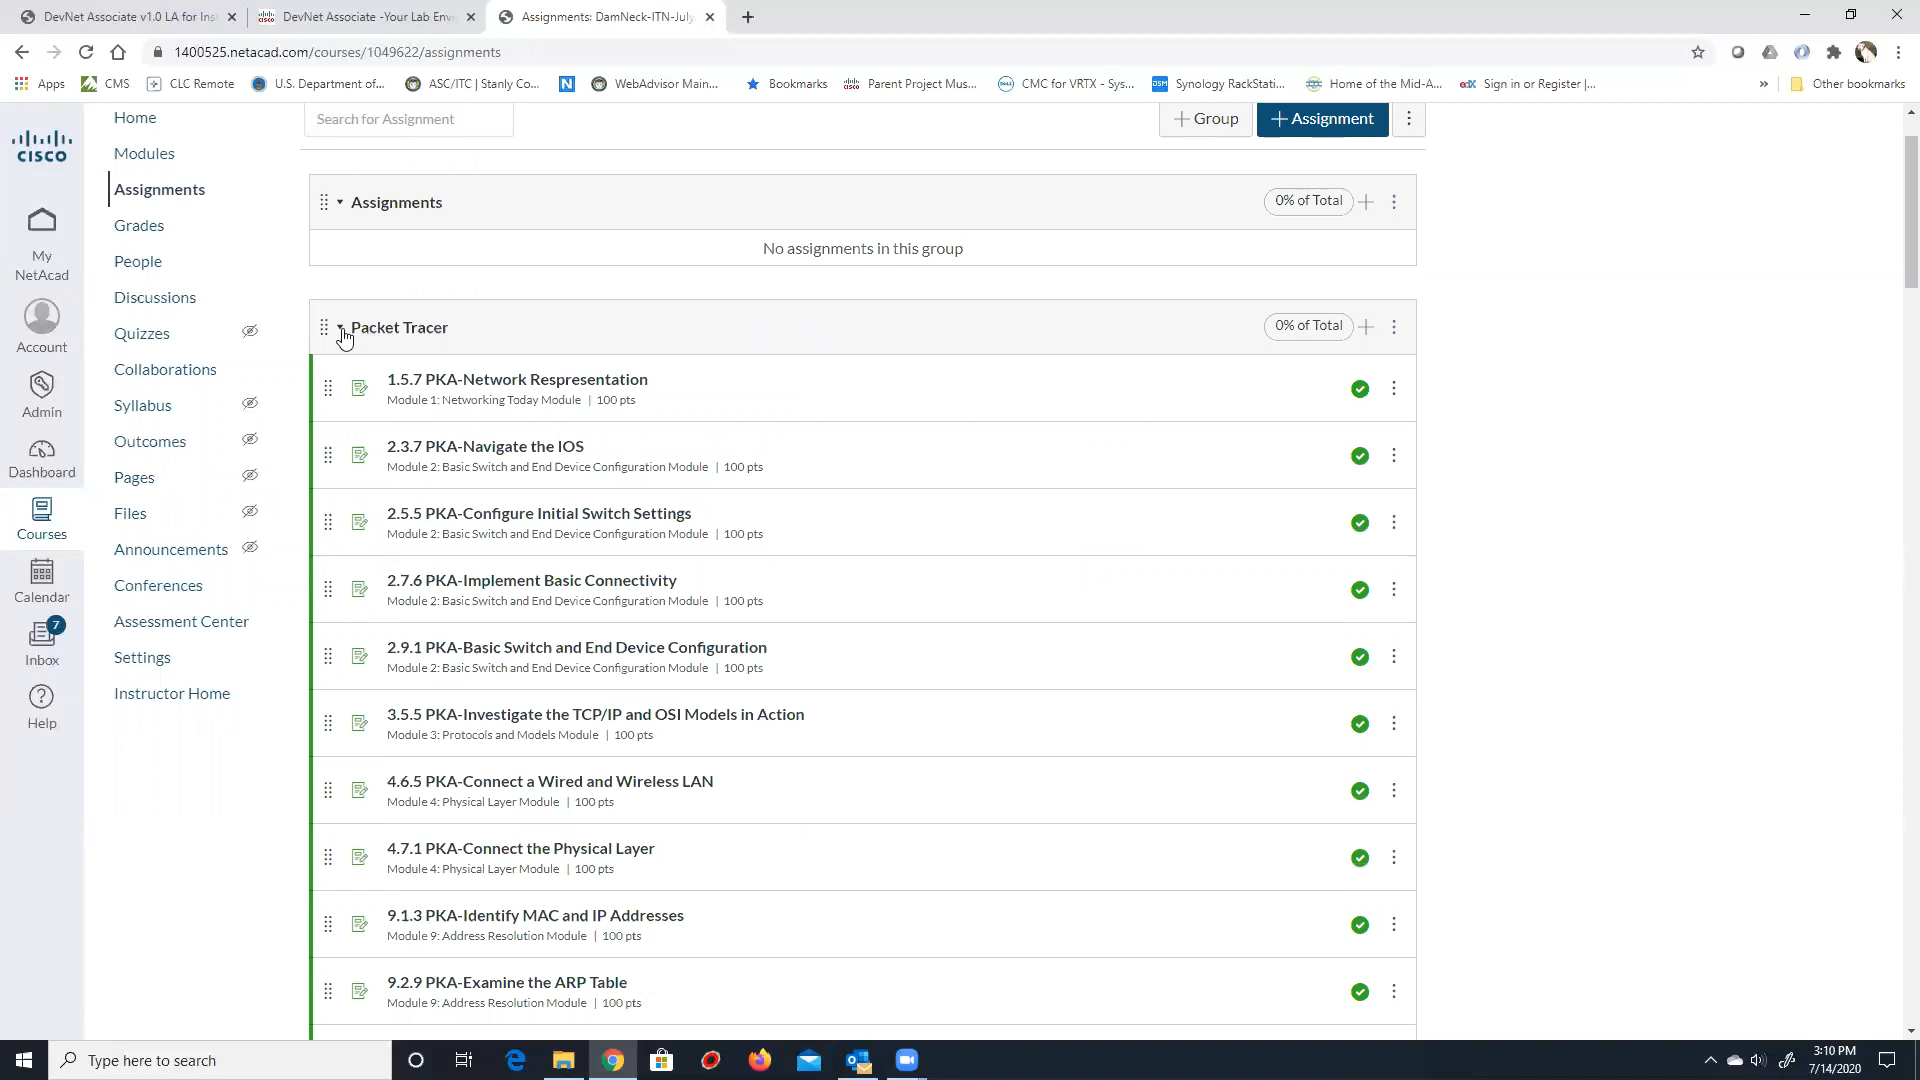 DevNet Associate v1.0 LA for Ins
DevNet Associate -Your Lab Env
Assignments: DamNeck-ITN-July
1400525.netacad.com/courses/1049622/assignments
Apps
CMS
CLC Remote
U.S. Department of...
ASC/ITC | Stanly Co...
WebAdvisor Main...
Bookmarks
Parent Project Mus...
CMC for VRTX - Sys...
Synology RackStati...
Home of the Mid-A...
Sign in or Register |...
»
Other bookmarks
CISCO
My NetAcad
Account
Admin
Dashboard
Courses
Calendar
7
Inbox
Help
Home
Modules
Assignments
Grades
People
Discussions
Quizzes
Collaborations
Syllabus
Outcomes
Pages
Files
Announcements
Conferences
Assessment Center
Settings
Instructor Home
Search for Assignment
+ Group
+ Assignment
Assignments
0% of Total
No assignments in this group
Packet Tracer
0% of Total
1.5.7 PKA-Network Respresentation
Module 1: Networking Today Module | 100 pts
2.3.7 PKA-Navigate the IOS
Module 2: Basic Switch and End Device Configuration Module | 100 pts
2.5.5 PKA-Configure Initial Switch Settings
Module 2: Basic Switch and End Device Configuration Module | 100 pts
2.7.6 PKA-Implement Basic Connectivity
Module 2: Basic Switch and End Device Configuration Module | 100 pts
2.9.1 PKA-Basic Switch and End Device Configuration
Module 2: Basic Switch and End Device Configuration Module | 100 pts
3.5.5 PKA-Investigate the TCP/IP and OSI Models in Action
Module 3: Protocols and Models Module | 100 pts
4.6.5 PKA-Connect a Wired and Wireless LAN
Module 4: Physical Layer Module | 100 pts
4.7.1 PKA-Connect the Physical Layer
Module 4: Physical Layer Module | 100 pts
9.1.3 PKA-Identify MAC and IP Addresses
Module 9: Address Resolution Module | 100 pts
9.2.9 PKA-Examine the ARP Table
Module 9: Address Resolution Module | 100 pts
Type here to search
3:10 PM
7/14/2020